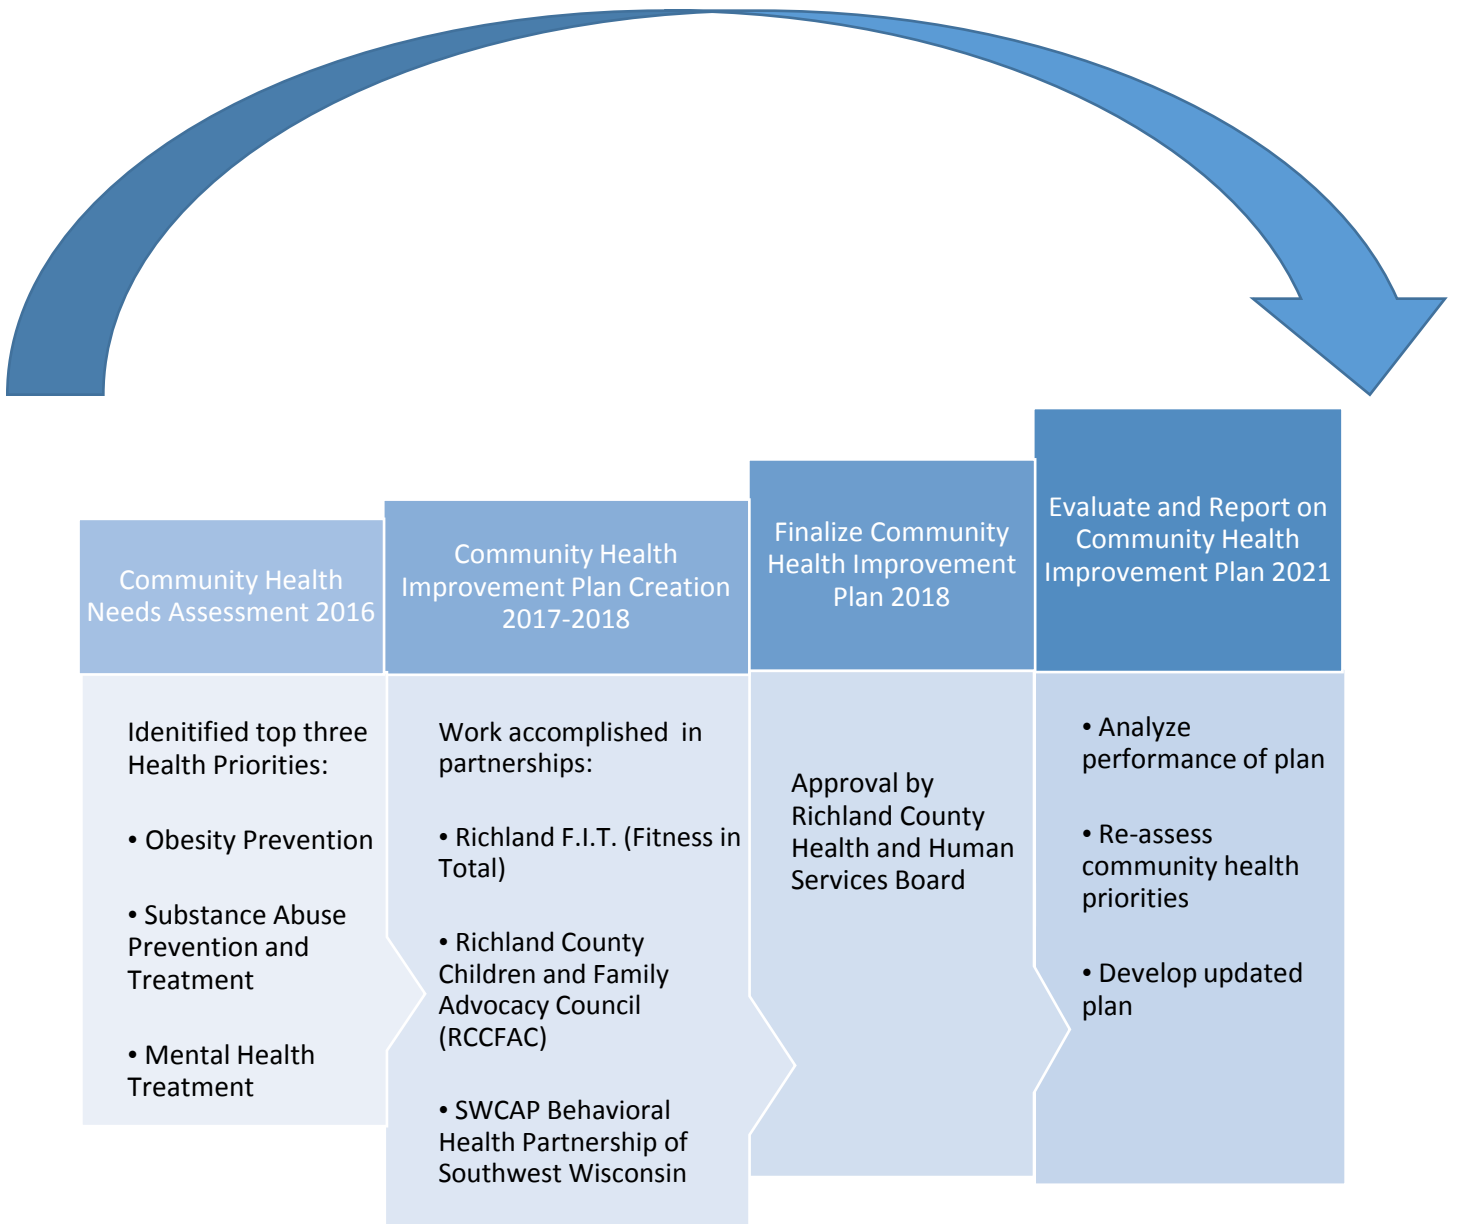 Community Health
Needs Assessment 2016
Idenitified top three
Health Priorities:
• Obesity Prevention
• Substance Abuse
Prevention and
Treatment
• Mental Health
Treatment
Community Health
Improvement Plan Creation
2017-2018
Work accomplished  in
partnerships:
• Richland F.I.T. (Fitness in
Total)
• Richland County
Children and Family
Advocacy Council
(RCCFAC)
• SWCAP Behavioral
Health Partnership of
Southwest Wisconsin
Finalize Community
Health Improvement
Plan 2018
Approval by
Richland County
Health and Human
Services Board
Evaluate and Report on
Community Health
Improvement Plan 2021
• Analyze
performance of plan
• Re-assess
community health
priorities
• Develop updated
plan